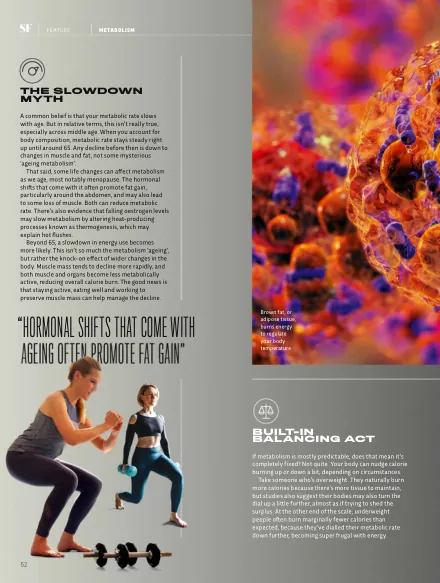 SF FEATURE METABOLISM
THE SLOWDOWN
MYTH
A common belief is that your metabolic rate slows
with age. But in relative terms, this isn't really true,
especially across middle age. When you account for
body composition, metabolic rate stays steady right
up until around 65. Any decline before then is down to
changes in muscle and fat, not some mysterious
'ageing metabolism'.
That said, some life changes can affect metabolism
as we age, most notably menopause. The hormonal
shifts that come with it often promote fat gain,
particularly around the abdomen, and may also lead
to some loss of muscle. Both can reduce metabolic
rate. There's also evidence that falling oestrogen levels
may slow metabolism by altering heat-producing
processes known as thermogenesis, which may
explain hot flushes.
Beyond 65, a slowdown in energy use becomes
more likely. This isn't so much the metabolism 'ageing',
but rather the knock-on effect of wider changes in the
body. Muscle mass tends to decline more rapidly, and
both muscle and organs become less metabolically
active, reducing overall calorie burn. The good news is
that staying active, eating well and working to
preserve muscle mass can help manage the decline.
"HORMONAL SHIFTS THAT COME WITH
AGEING OFTEN PROMOTE FAT GAIN"
Brown fat, or
adipose tissue,
burns energy
to regulate
your body
temperature
BUILT-IN
BALANCING ACT
If metabolism is mostly predictable, does that mean it's
completely fixed? Not quite. Your body can nudge calorie
burning up or down a bit, depending on circumstances.
Take someone who's overweight. They naturally burn
more calories because there's more tissue to maintain,
but studies also suggest their bodies may also turn the
dial up a little further, almost as if trying to shed the
surplus. At the other end of the scale, underweight
people often burn marginally fewer calories than
expected, because they've dialled their metabolic rate
down further, becoming super frugal with energy.
52